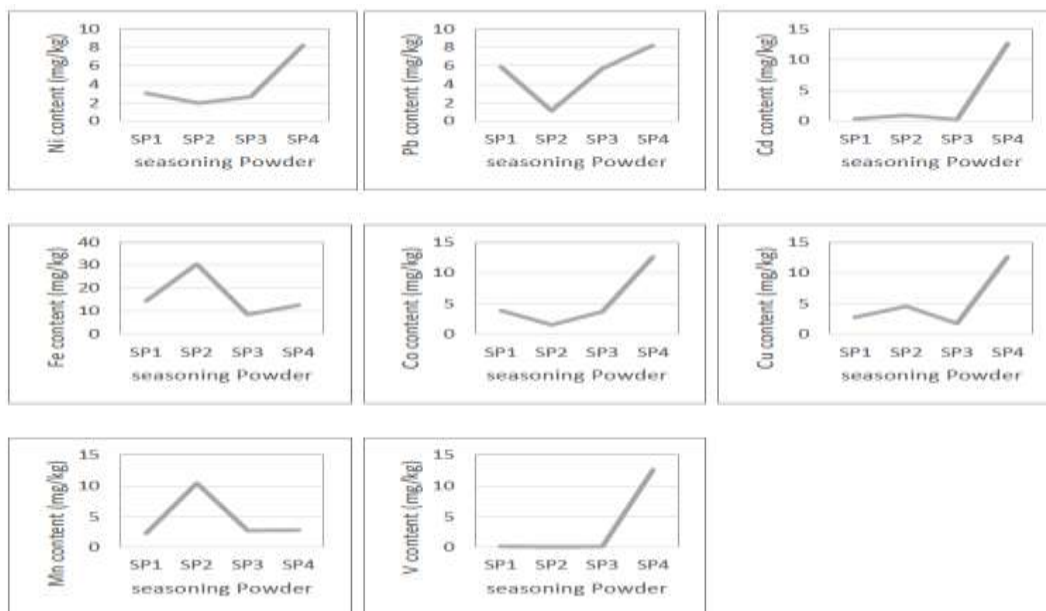 Ni content (mg/kg)
10
8
6
4
2
0
SP1 SP2 SP3 SP4
seasoning Powder
Pb content (mg/kg)
10
8
6
4
2
0
SP1 SP2 SP3 SP4
seasoning Powder
Cd content (mg/kg)
15
10
5
0
SP1 SP2 SP3 SP4
seasoning Powder
Fe content (mg/kg)
40
30
20
10
0
SP1 SP2 SP3 SP4
seasoning Powder
Co content (mg/kg)
15
10
5
0
SP1 SP2 SP3 SP4
seasoning Powder
Cu content (mg/kg)
15
10
5
0
SP1 SP2 SP3 SP4
seasoning Powder
Mn content (mg/kg)
15
10
5
0
SP1 SP2 SP3 SP4
seasoning Powder
V content (mg/kg)
15
10
5
0
SP1 SP2 SP3 SP4
seasoning Powder